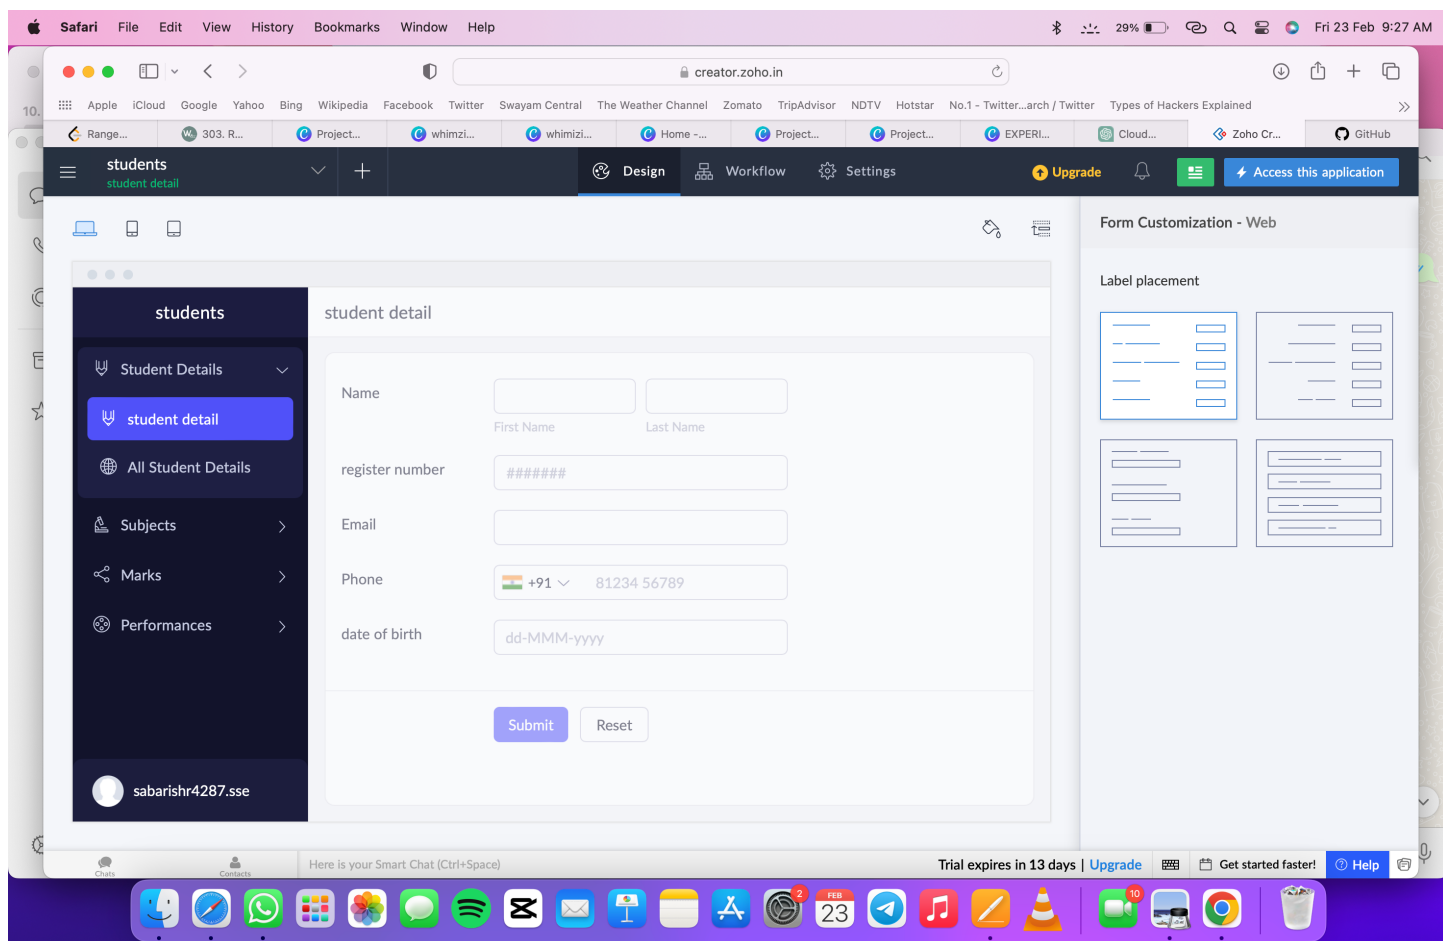 Safari File Edit View History Bookmarks Window Help 29% Fri 23 Feb 9:27 AM
creator.zoho.in
10.
Apple iCloud Google Yahoo Bing Wikipedia Facebook Twitter Swayam Central The Weather Channel Zomato TripAdvisor NDTV Hotstar No.1 - Twitter...arch / Twitter Types of Hackers Explained
Range... 303. R... Project... whimzi... whimizi... Home -... Project... Project... EXPERI... Cloud... Zoho Cr... GitHub
students
student detail
Design Workflow Settings Upgrade Access this application
Form Customization - Web
Label placement
students
student detail
Student Details
student detail
All Student Details
Subjects
Marks
Performances
sabarishr4287.sse
Name
First Name Last Name
register number #######
Email
Phone +91 81234 56789
date of birth dd-MMM-yyyy
Submit Reset
Chats Contacts Here is your Smart Chat (Ctrl+Space) Trial expires in 13 days | Upgrade Get started faster! Help
2 FEB 23 10